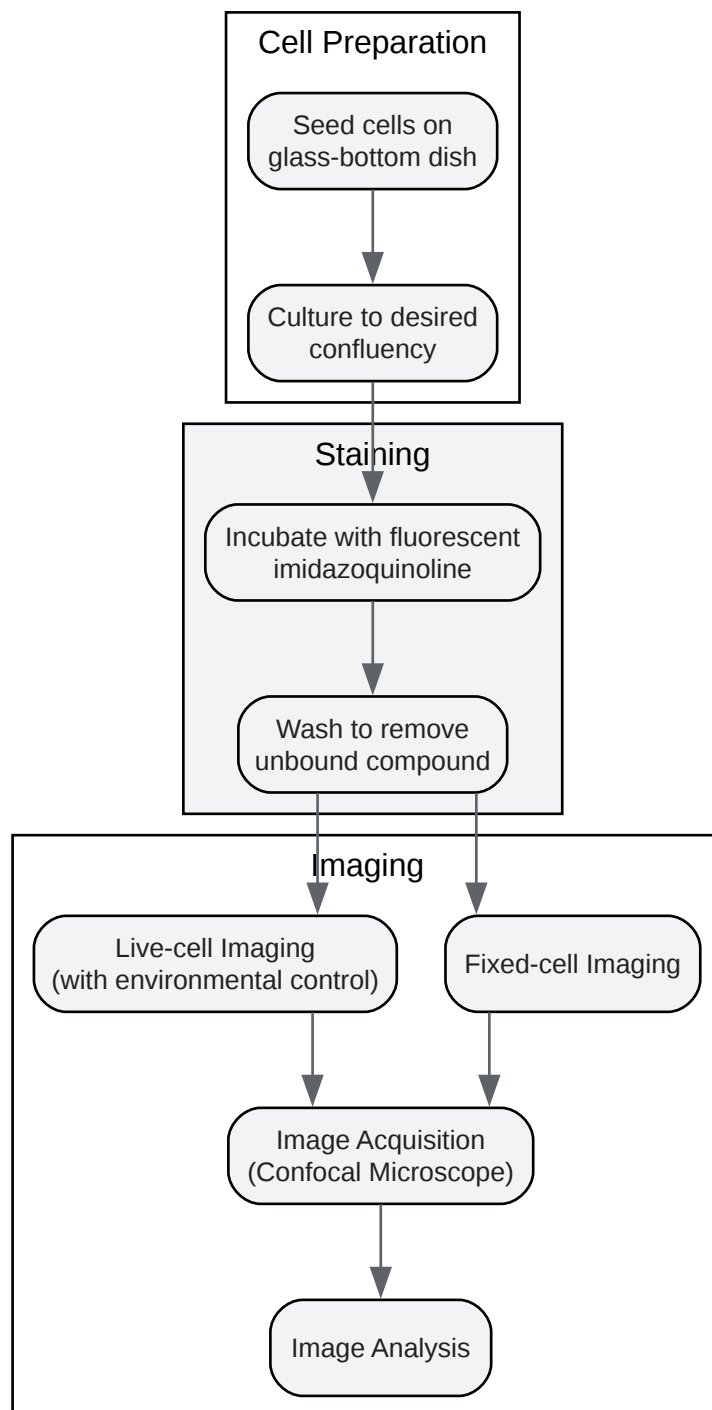 Cell Preparation
Seed cells on
glass-bottom dish
Culture to desired
confluency
Staining
Incubate with fluorescent
imidazoquinoline
Wash to remove
unbound compound
Imaging
Live-cell Imaging
(with environmental control)
Fixed-cell Imaging
Image Acquisition
(Confocal Microscope)
Image Analysis